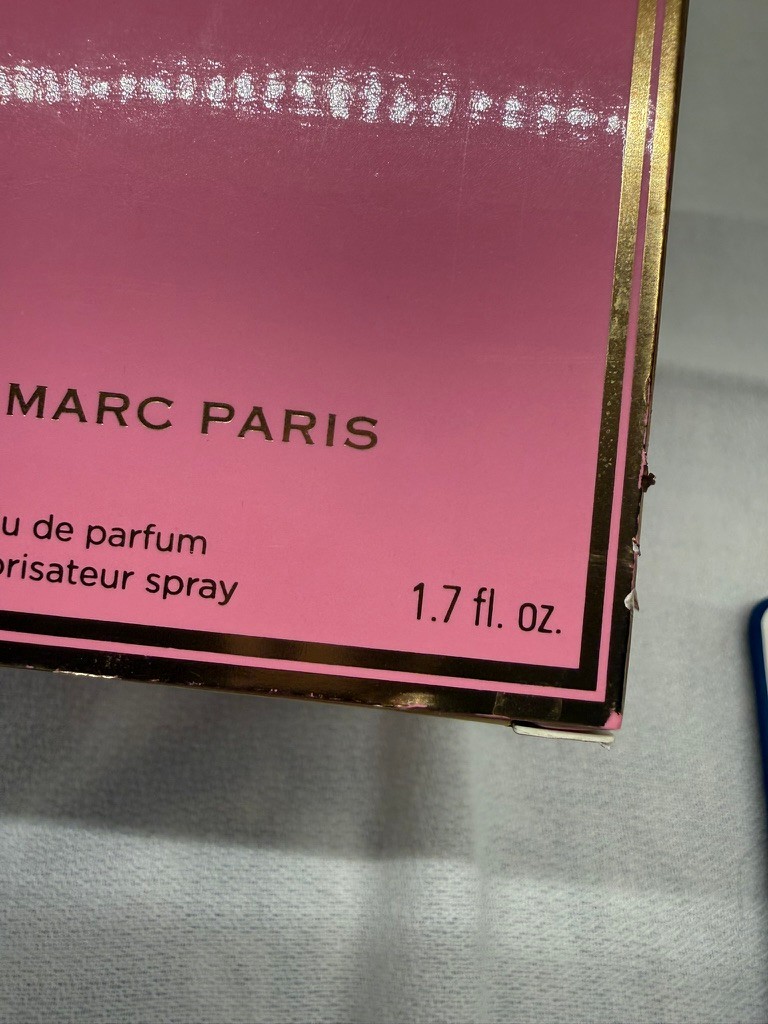 MARC PARIS
u de parfum
orisateur spray
1.7 fl. oz.